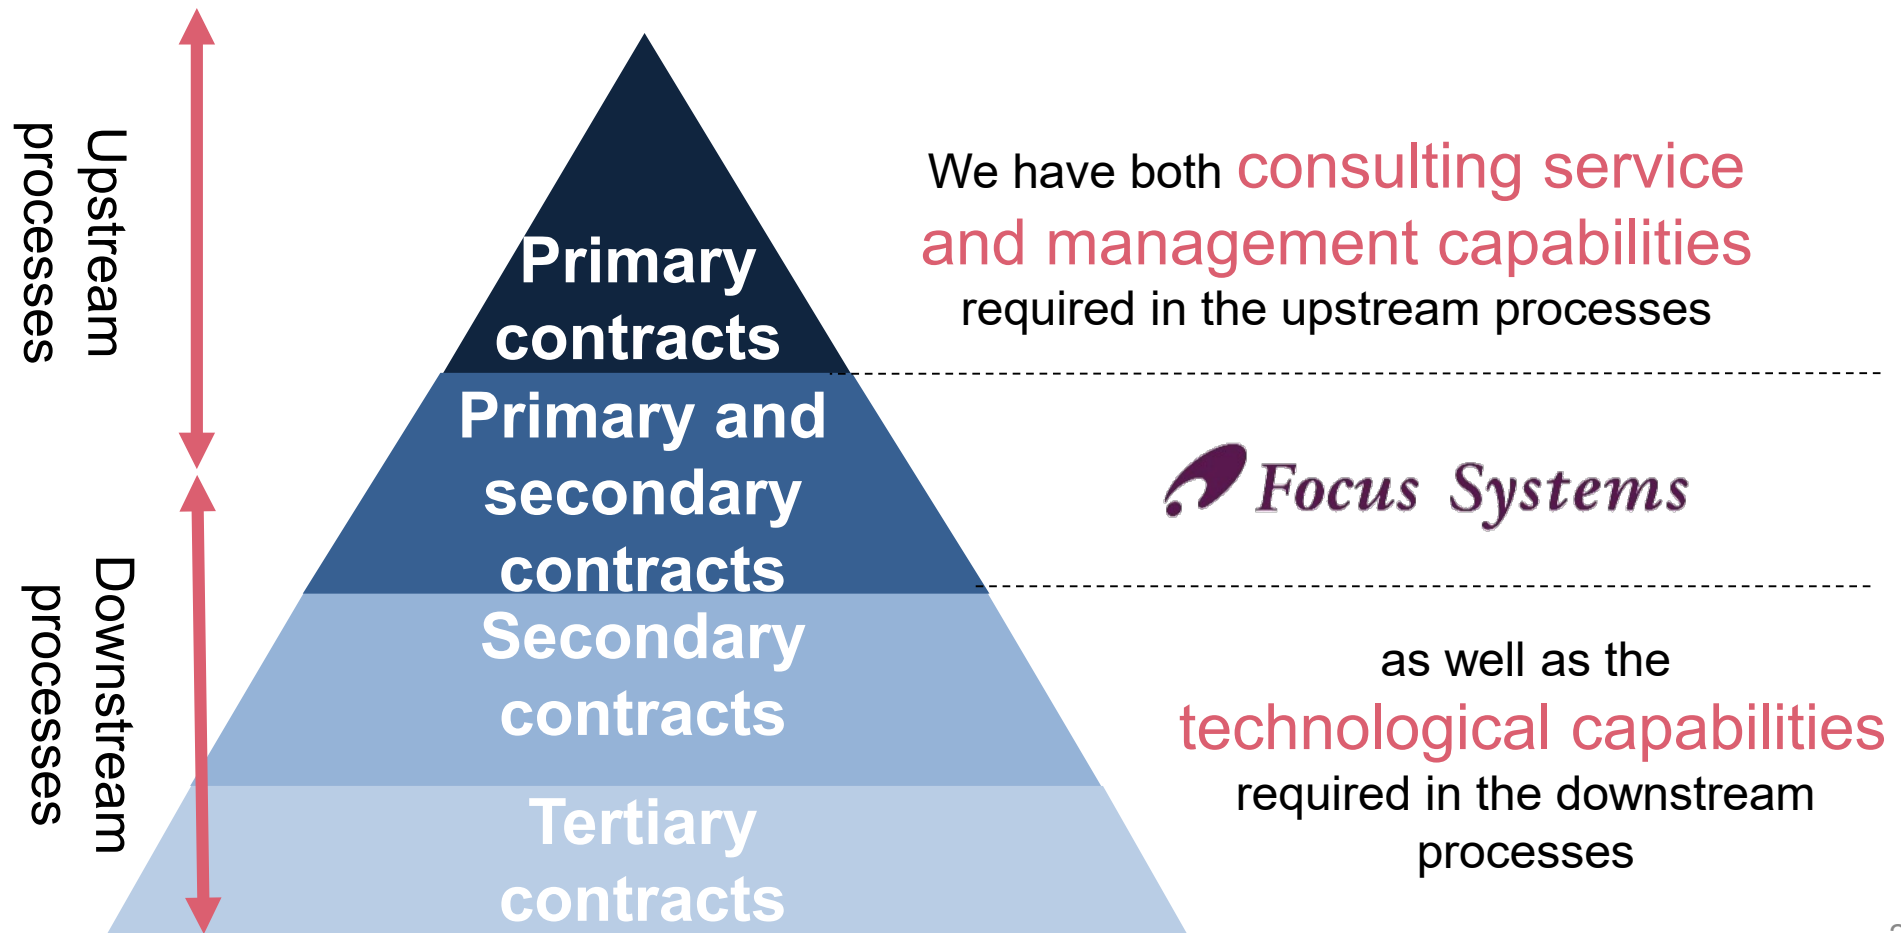 Upstream
processes
Primary
contracts
We have both consulting service
and management capabilities
required in the upstream processes
Primary and
secondary
contracts
Focus Systems
Downstream
processes
Secondary
contracts
as well as the
technological capabilities
required in the downstream
processes
Tertiary
contracts